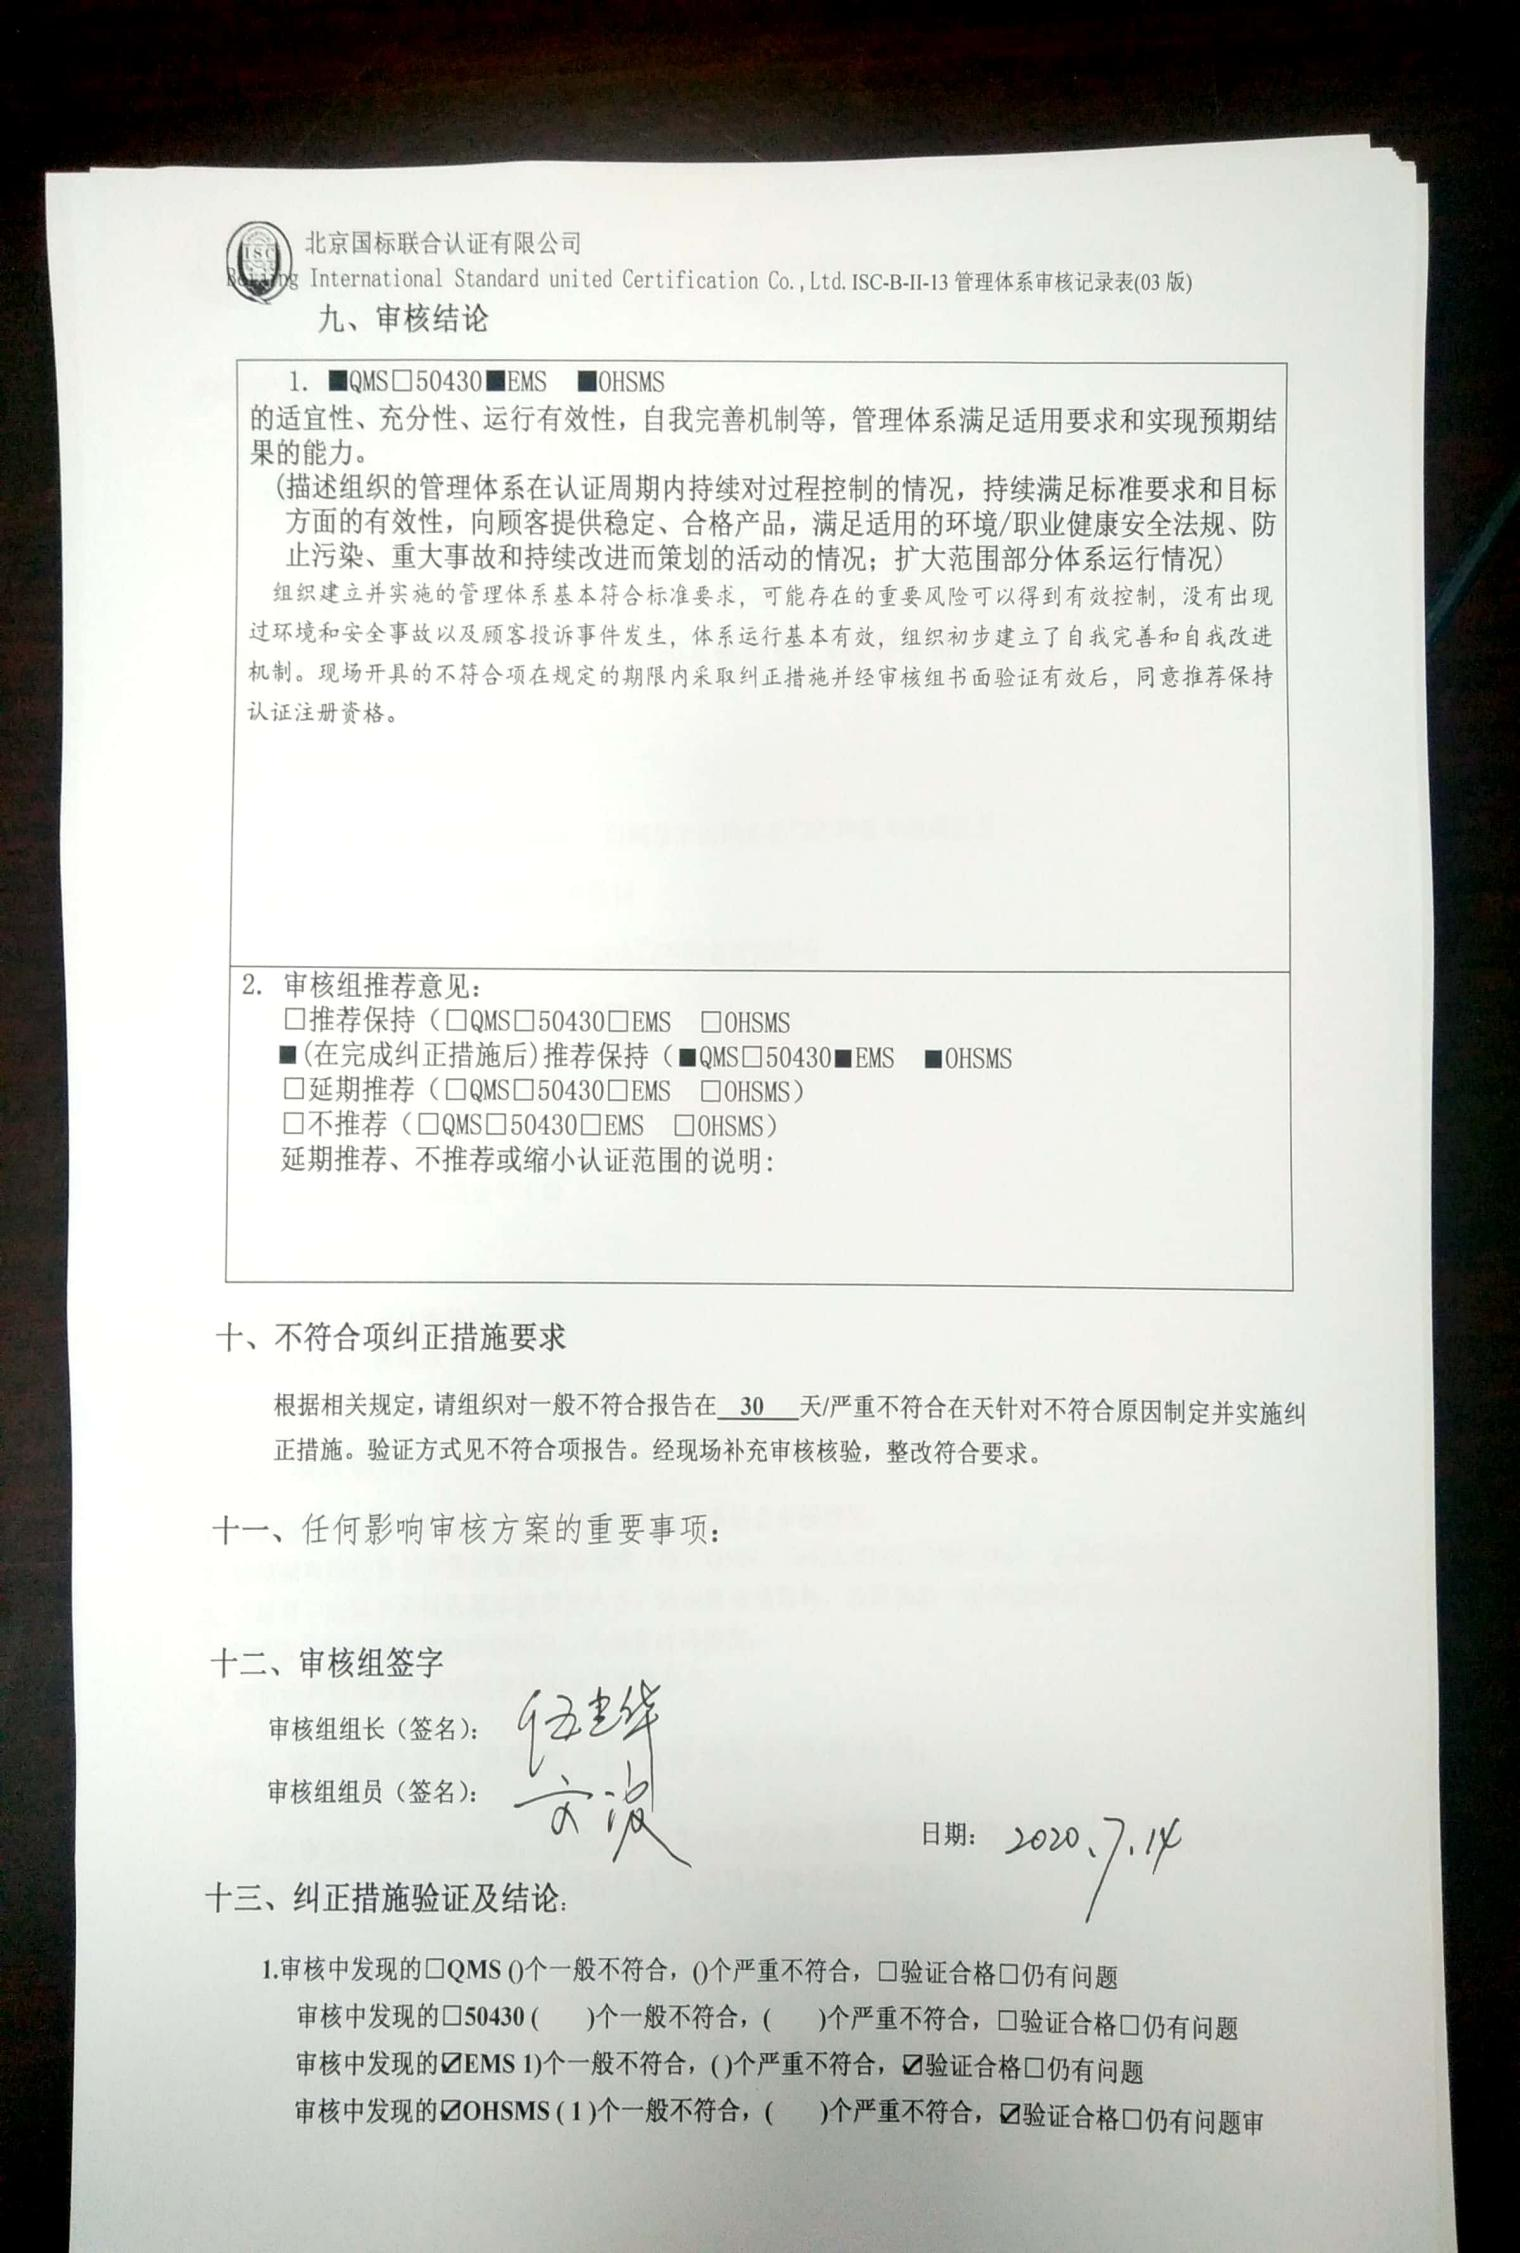 北京国标联合认证有限公司
ISC
Beijing International Standard united Certification Co.,Ltd. ISC-B-II-13 管理体系审核记录表(03 版)
九、审核结论
1. ■QMS□50430■EMS ■OHSMS
的适宜性、充分性、运行有效性，自我完善机制等，管理体系满足适用要求和实现预期结
果的能力。
(描述组织的管理体系在认证周期内持续对过程控制的情况，持续满足标准要求和目标
方面的有效性，向顾客提供稳定、合格产品，满足适用的环境/职业健康安全法规、防
止污染、重大事故和持续改进而策划的活动的情况；扩大范围部分体系运行情况)
组织建立并实施的管理体系基本符合标准要求，可能存在的重要风险可以得到有效控制，没有出现
过环境和安全事故以及顾客投诉事件发生，体系运行基本有效，组织初步建立了自我完善和自我改进
机制。现场开具的不符合项在规定的期限内采取纠正措施并经审核组书面验证有效后，同意推荐保持
认证注册资格。
2. 审核组推荐意见：
□推荐保持（□QMS□50430□EMS □OHSMS
■(在完成纠正措施后)推荐保持（■QMS□50430■EMS ■OHSMS
□延期推荐（□QMS□50430□EMS □OHSMS）
□不推荐（□QMS□50430□EMS □OHSMS）
延期推荐、不推荐或缩小认证范围的说明：
十、不符合项纠正措施要求
根据相关规定，请组织对一般不符合报告在 30 天/严重不符合在天针对不符合原因制定并实施纠
正措施。验证方式见不符合项报告。经现场补充审核核验，整改符合要求。
十一、任何影响审核方案的重要事项：
十二、审核组签字
审核组组长（签名）： 伍建华
审核组组员（签名）： 文波
日期： 2020.7.14
十三、纠正措施验证及结论：
1.审核中发现的□QMS ()个一般不符合，()个严重不符合，□验证合格□仍有问题
审核中发现的□50430 ( )个一般不符合，( )个严重不符合，□验证合格□仍有问题
审核中发现的☑EMS 1)个一般不符合，( )个严重不符合，☑验证合格□仍有问题
审核中发现的☑OHSMS ( 1 )个一般不符合，( )个严重不符合，☑验证合格□仍有问题审